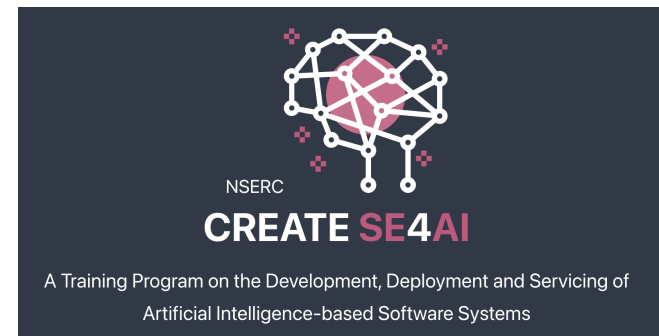 NSERC
CREATE SE4AI
A Training Program on the Development, Deployment and Servicing of
Artificial Intelligence-based Software Systems